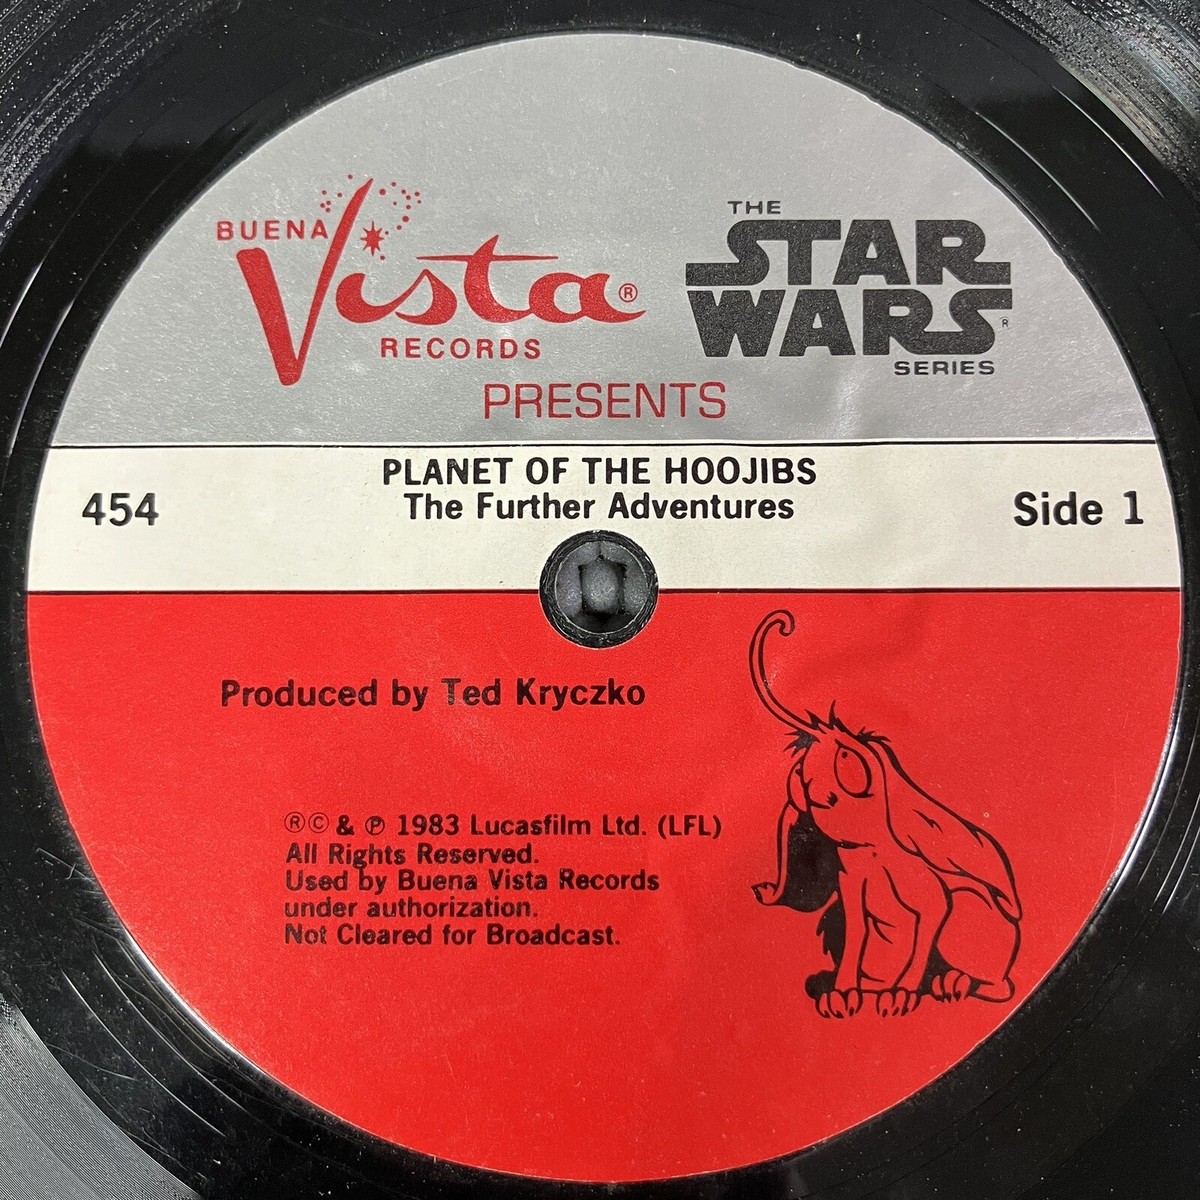 BUENA
Vista®
RECORDS
THE
STAR
WARS®
SERIES
PRESENTS
PLANET OF THE HOOJIBS
The Further Adventures
454
Side 1
Produced by Ted Kryczko
®© & ℗ 1983 Lucasfilm Ltd. (LFL)
All Rights Reserved.
Used by Buena Vista Records
under authorization.
Not Cleared for Broadcast.